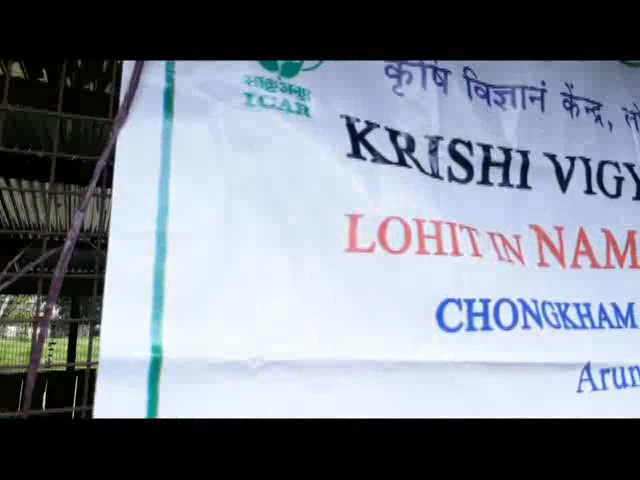 भाकृअनुप
ICAR
कृषि विज्ञानं केंन्द्र, लो
KRISHI VIGY
LOHIT IN NAM
CHONGKHAM
Arun